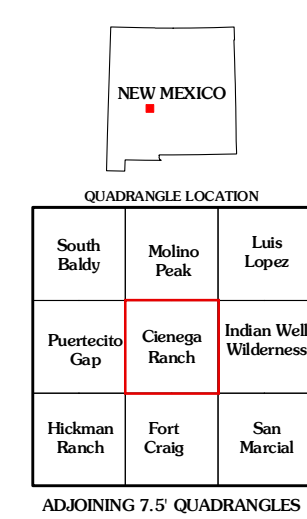 NEW MEXICO
QUADRANGLE LOCATION
South
Baldy
Molino
Peak
Luis
Lopez
Puertecito
Gap
Cienega
Ranch
Indian Well
Wilderness
Hickman
Ranch
Fort
Craig
San
Marcial
ADJOINING 7.5' QUADRANGLES